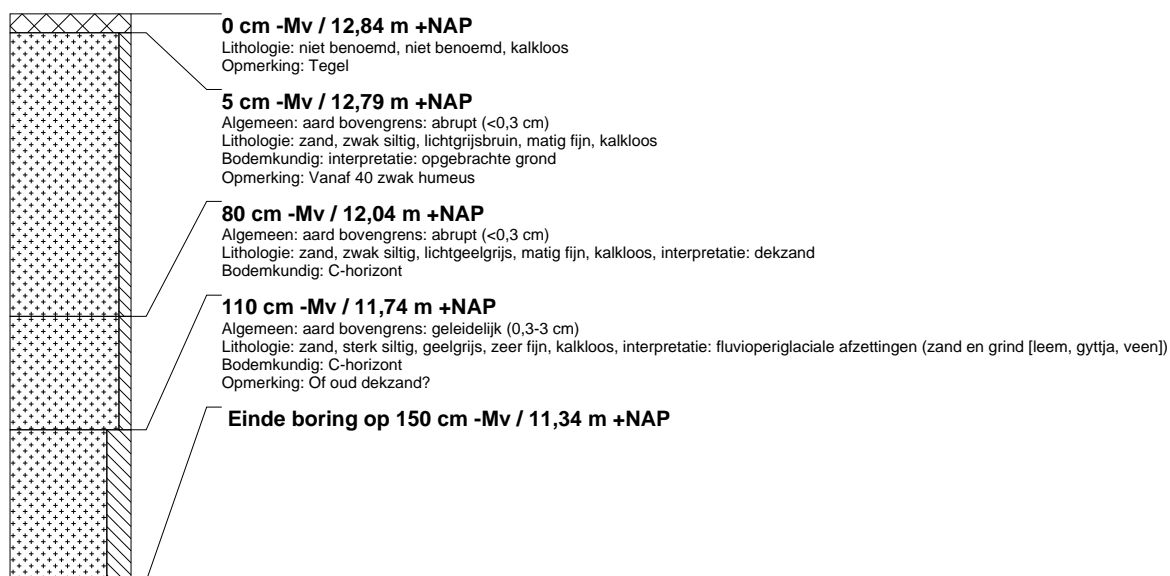 0 cm -Mv / 12,84 m +NAP
Lithologie: niet benoemd, niet benoemd, kalkloos
Opmerking: Tegel
5 cm -Mv / 12,79 m +NAP
Algemeen: aard bovengrens: abrupt (<0,3 cm)
Lithologie: zand, zwak siltig, lichtgrijsbruin, matig fijn, kalkloos
Bodemkundig: interpretatie: opgebrachte grond
Opmerking: Vanaf 40 zwak humeus
80 cm -Mv / 12,04 m +NAP
Algemeen: aard bovengrens: abrupt (<0,3 cm)
Lithologie: zand, zwak siltig, lichtgeelgrijs, matig fijn, kalkloos, interpretatie: dekzand
Bodemkundig: C-horizont
110 cm -Mv / 11,74 m +NAP
Algemeen: aard bovengrens: geleidelijk (0,3-3 cm)
Lithologie: zand, sterk siltig, geelgrijs, zeer fijn, kalkloos, interpretatie: fluvioperiglaciale afzettingen (zand en grind [leem, gyttja, veen])
Bodemkundig: C-horizont
Opmerking: Of oud dekzand?
Einde boring op 150 cm -Mv / 11,34 m +NAP